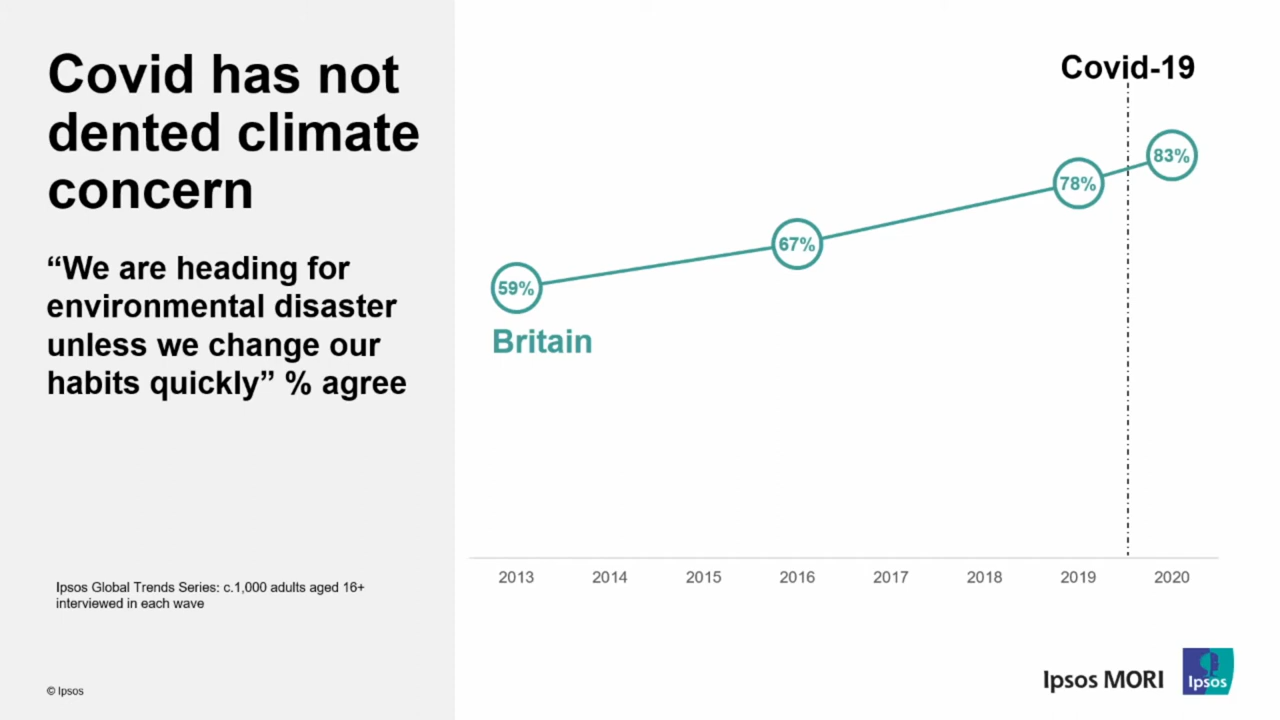 Covid has not
dented climate
concern
“We are heading for
environmental disaster
unless we change our
habits quickly” % agree
Ipsos Global Trends Series: c.1,000 adults aged 16+
interviewed in each wave
© Ipsos
Covid-19
83%
78%
67%
59%
Britain
2013 2014 2015 2016 2017 2018 2019 2020
Ipsos MORI
Ipsos